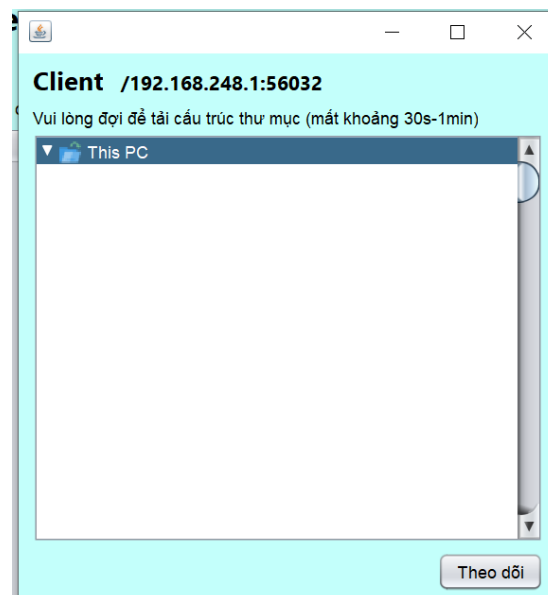 Client /192.168.248.1:56032
Vui lòng đợi để tải cấu trúc thư mục (mất khoảng 30s-1min)
This PC
Theo dõi